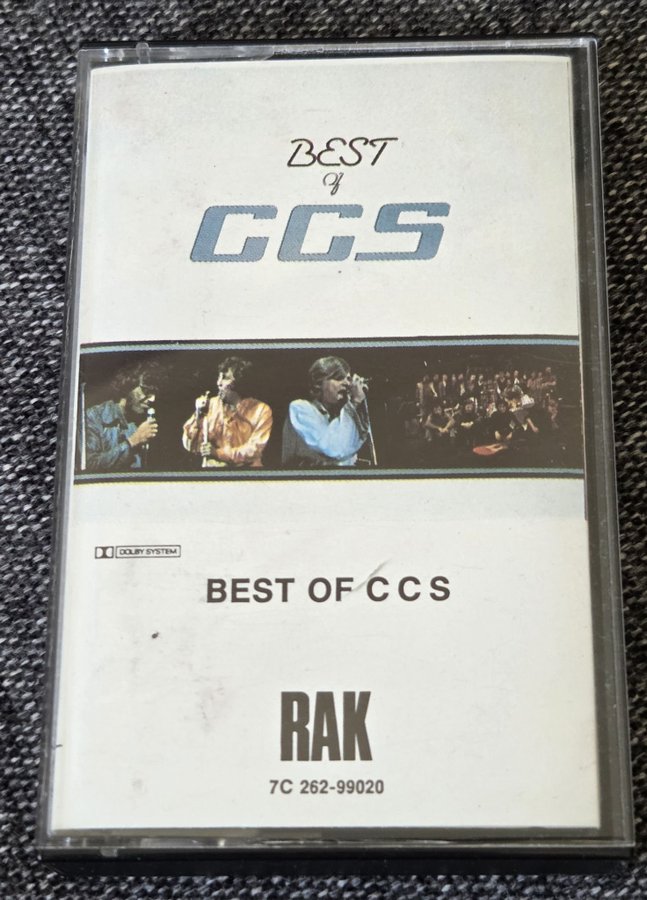 BEST
of
CCS
DOLBY SYSTEM
BEST OF C C S
RAK
7C 262-99020